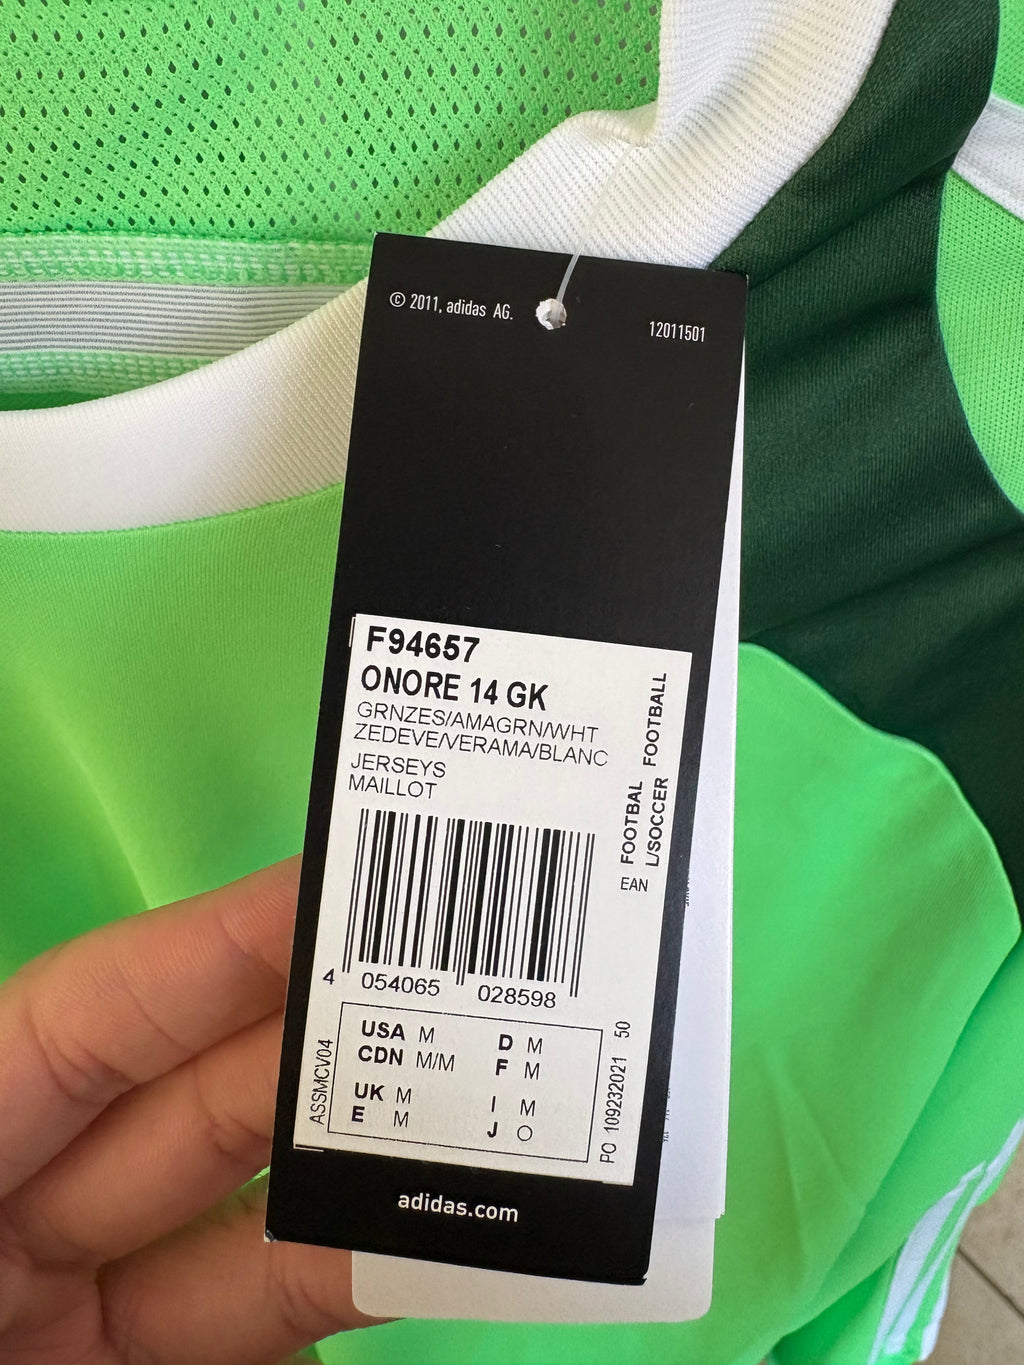 © 2011, adidas AG.
12011501
F94657
ONORE 14 GK
GRNZES/AMAGRN/WHT
ZEDEVE/VERAMA/BLANC
JERSEYS
MAILLOT
FOOTBAL FOOTBALL
L/SOCCER
EAN
4 054065 028598
USA M
CDN M/M
UK M
E M
D M
F M
I M
J O
ASSMCV04
PO 109232021 50
adidas.com